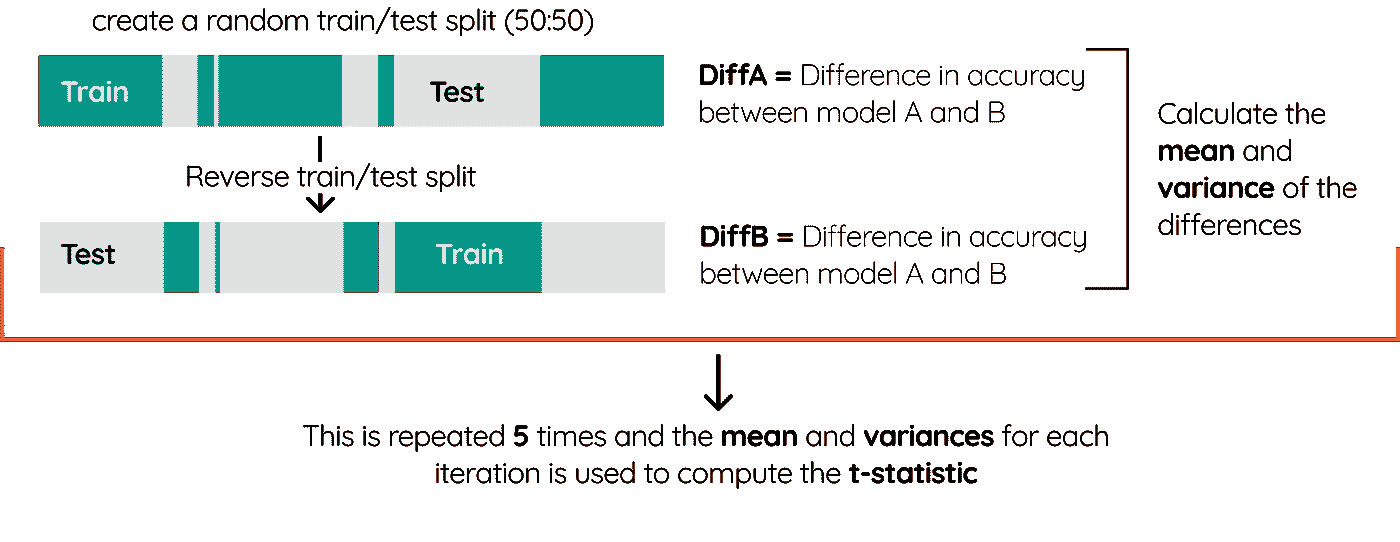 create a random train/test split (50:50)
Train
Test
DiffA = Difference in accuracy
between model A and B
Reverse train/test split
Test
Train
DiffB = Difference in accuracy
between model A and B
Calculate the
mean and
variance of the
differences
This is repeated 5 times and the mean and variances for each
iteration is used to compute the t-statistic